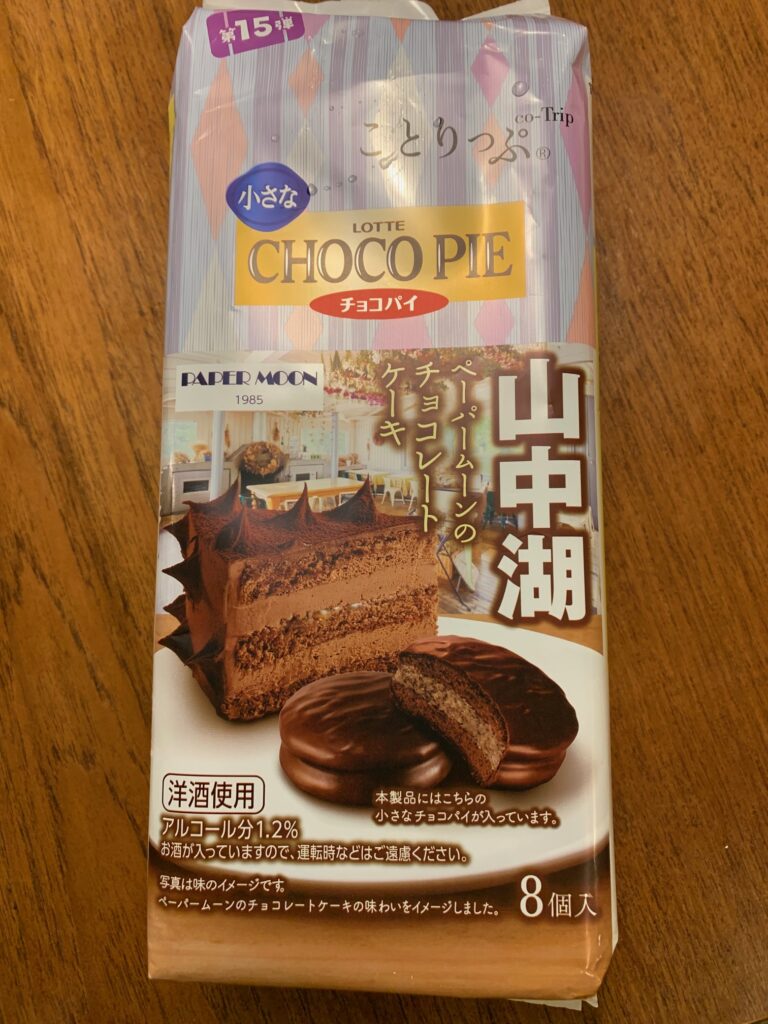 第15弾
co-Trip
ことりっぷ®
小さな
LOTTE
CHOCO PIE
チョコパイ
PAPER MOON
1985
山中湖
ペーパームーンの
チョコレート
ケーキ
洋酒使用
アルコール分1.2%
お酒が入っていますので、運転時などはご遠慮ください。
本製品にはこちらの
小さなチョコパイが入っています。
写真は味のイメージです。
ペーパームーンのチョコレートケーキの味わいをイメージしました。
8個入